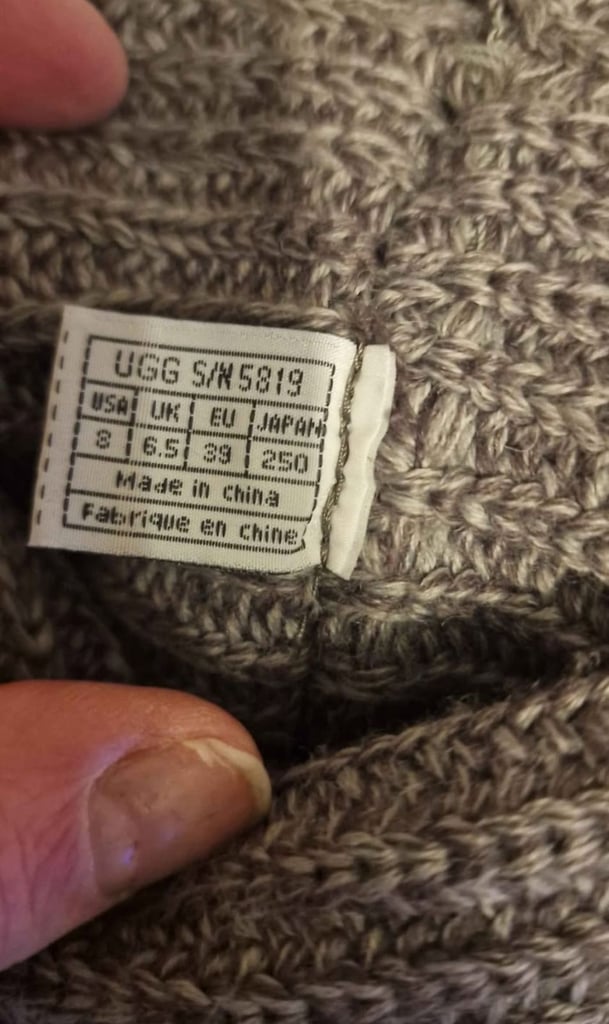 UGG S/N 5819
USA UK EU JAPAN
8 6.5 39 250
Made in china
Fabrique en chine